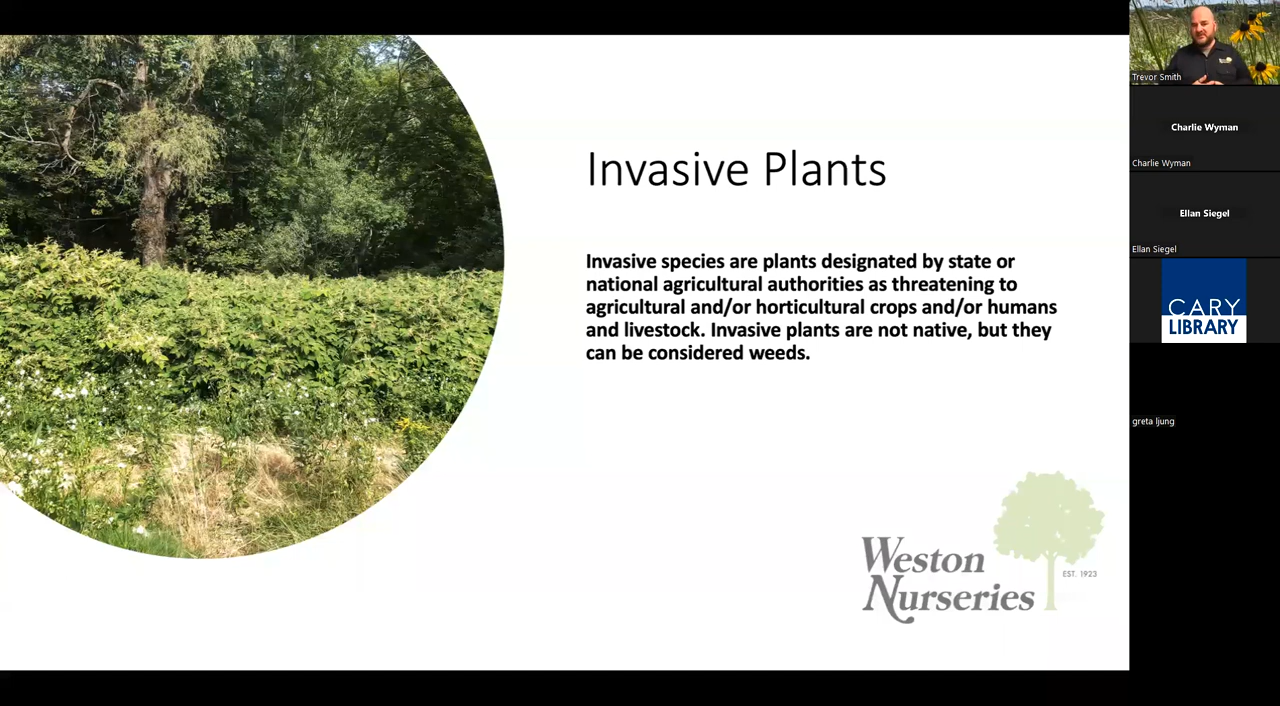 Invasive Plants
Invasive species are plants designated by state or
national agricultural authorities as threatening to
agricultural and/or horticultural crops and/or humans
and livestock. Invasive plants are not native, but they
can be considered weeds.
Weston
Nurseries
EST. 1923
Trevor Smith
Charlie Wyman
Charlie Wyman
Ellan Siegel
Ellan Siegel
CARY
LIBRARY
greta ljung